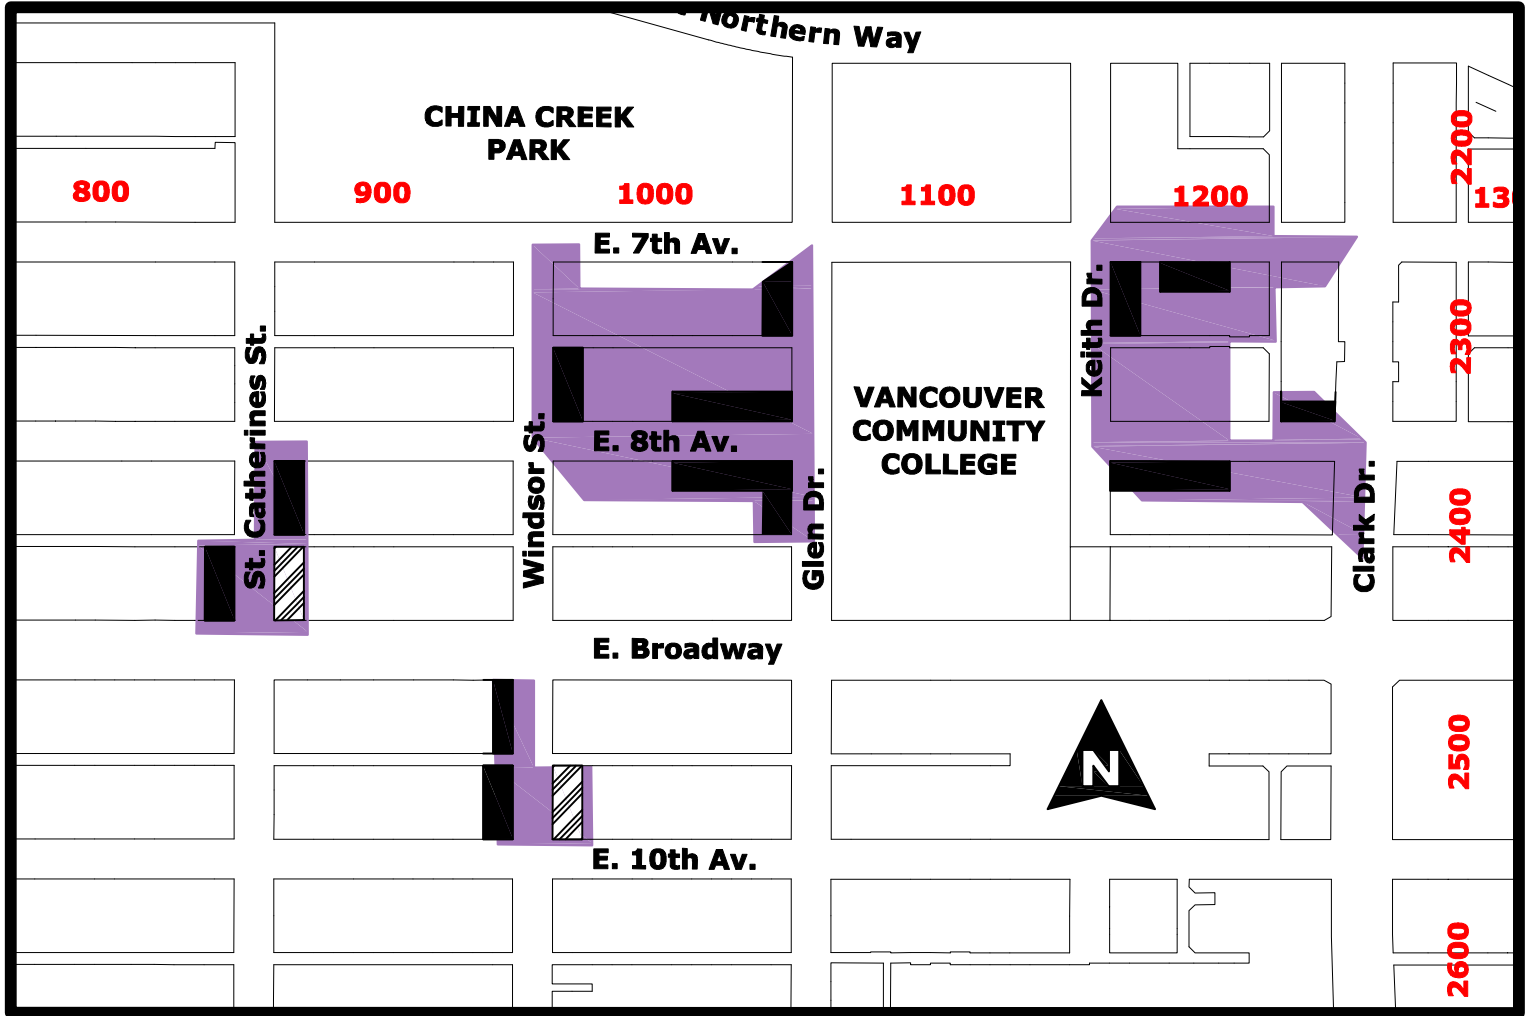 Northern Way
CHINA CREEK
PARK
800
900
1000
1100
1200
2200
E. 7th Av.
St. Catherines St.
Windsor St.
Glen Dr.
Keith Dr.
Clark Dr.
2300
VANCOUVER
COMMUNITY
COLLEGE
E. 8th Av.
2400
E. Broadway
N
2500
E. 10th Av.
2600